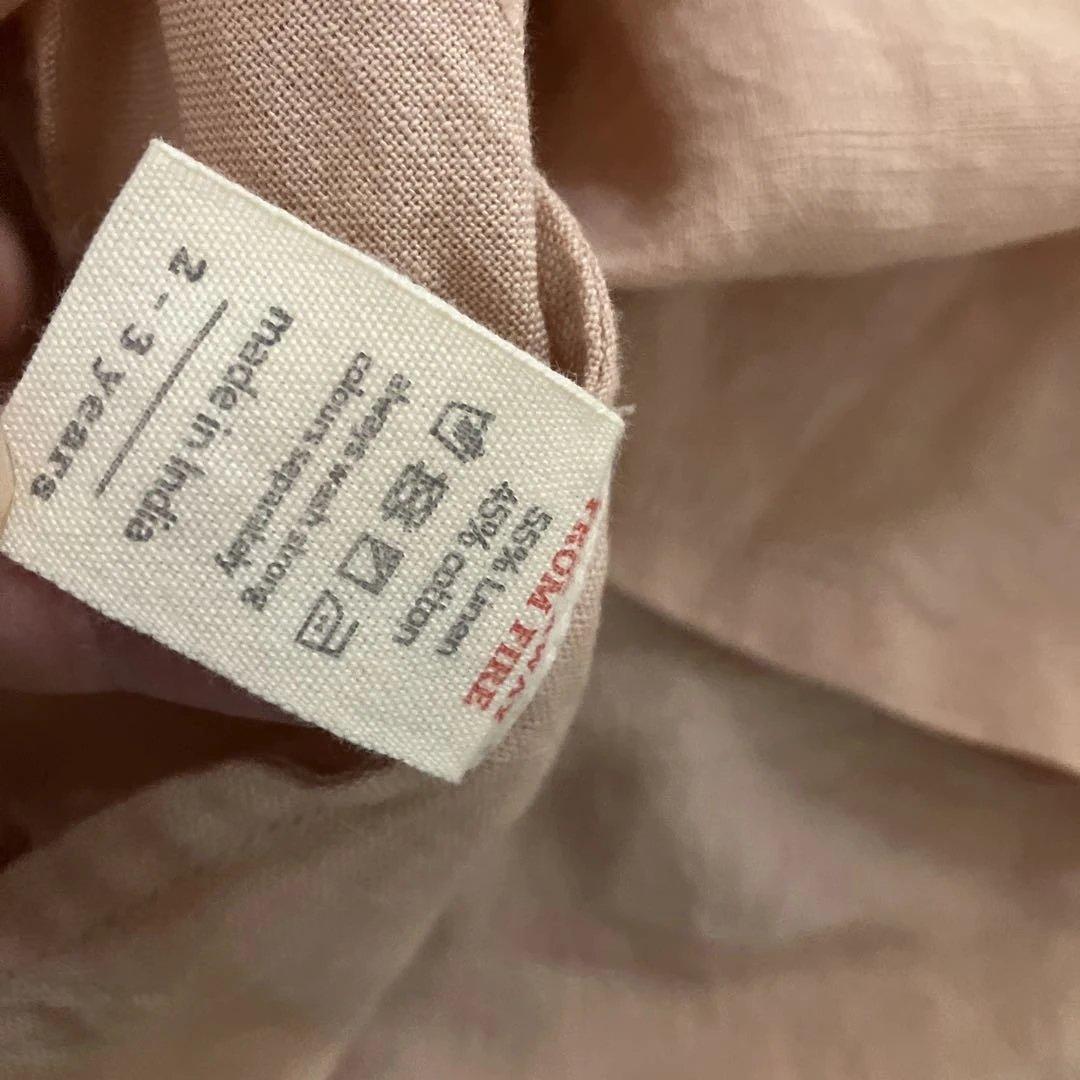 FROM FIRE
55% Linen
45% cotton
always wash strong
colours separately
made in India
2 - 3 years